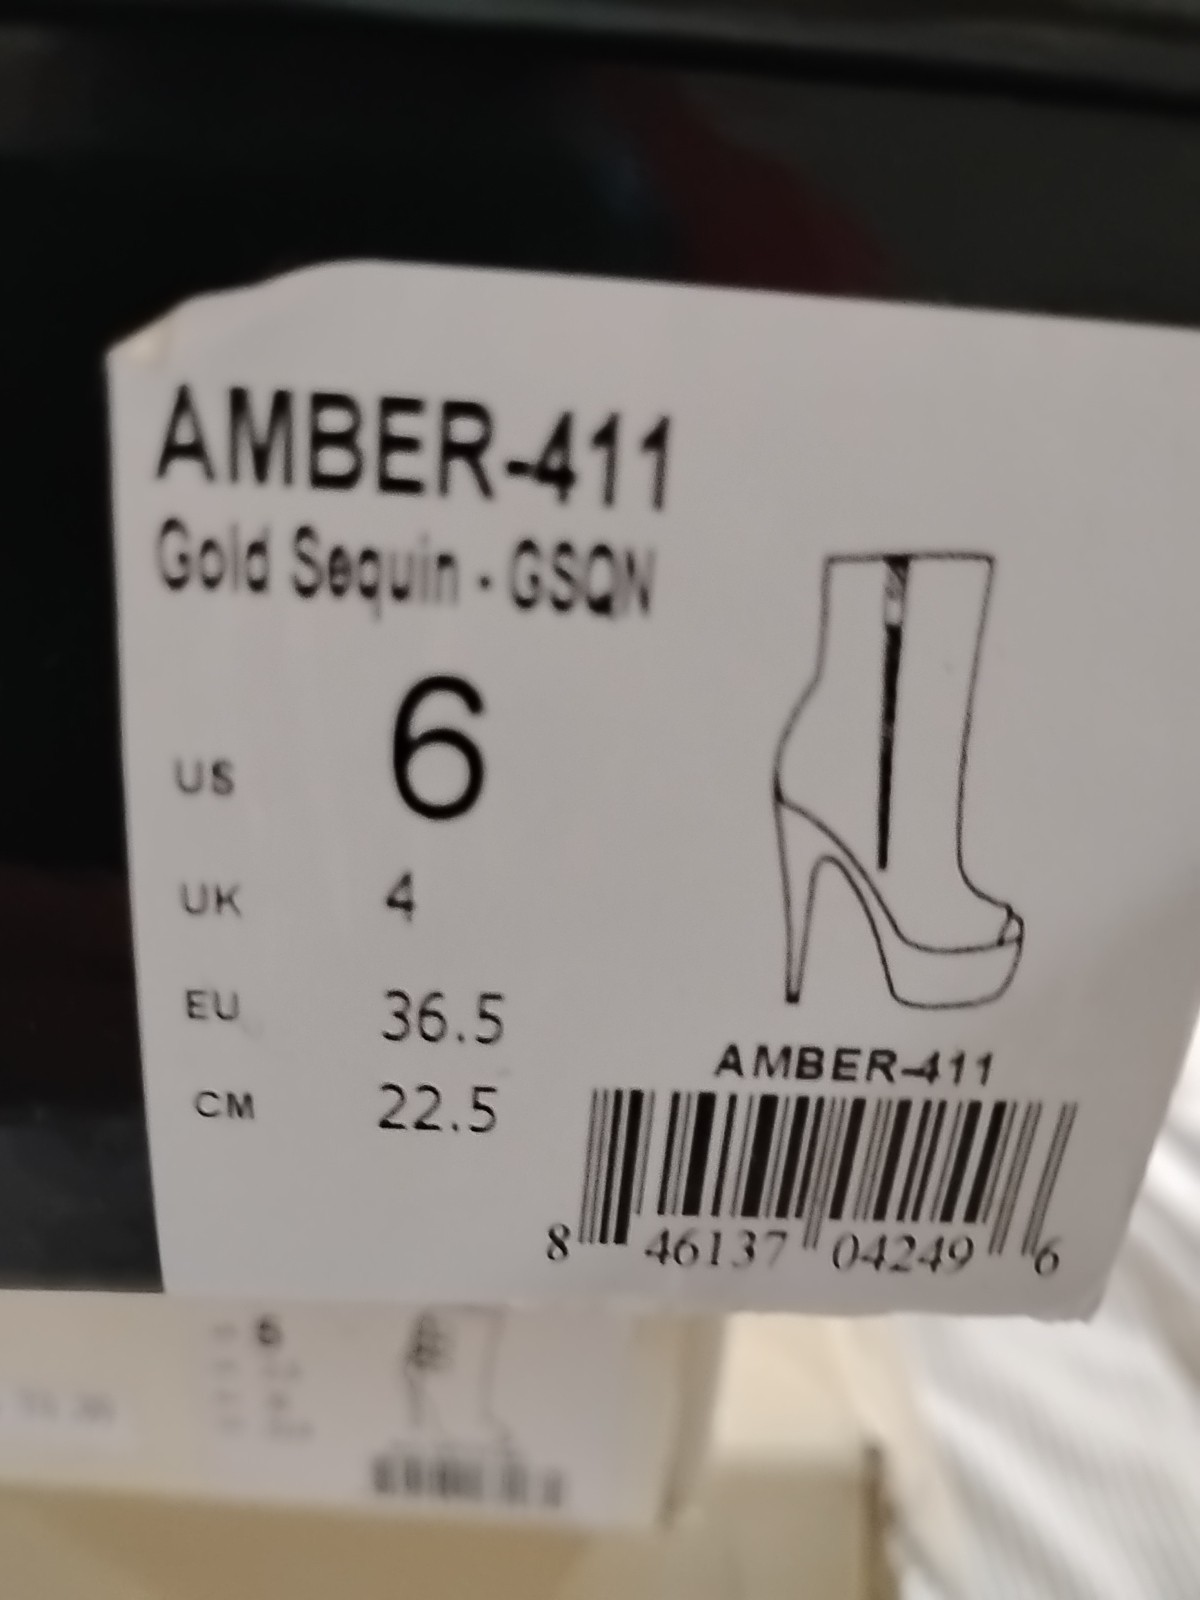 AMBER-411
Gold Sequin - GSQN
US 6
UK 4
EU 36.5
CM 22.5
AMBER-411
8 46137 04249 6
6